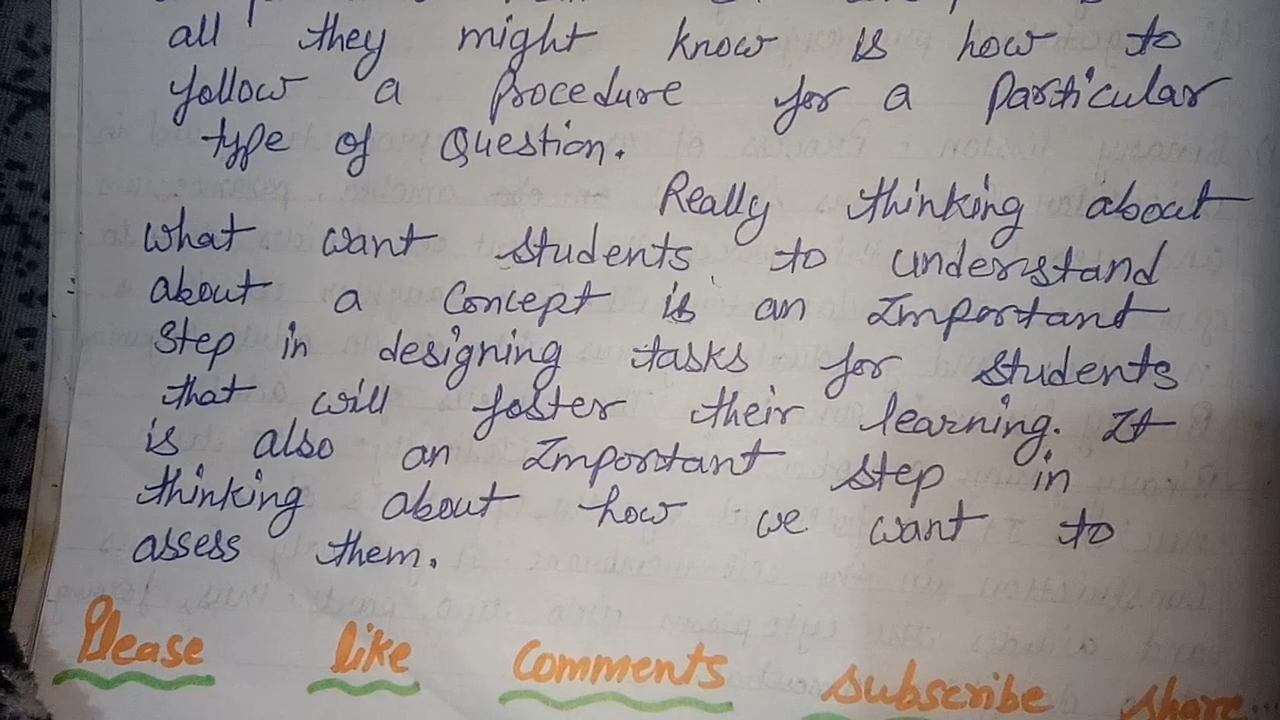 all they might know is how to
follow a Procedure for a Particular
type of Question.
Really thinking about
what want students to understand
about a Concept is an Important
Step in designing tasks for students
that will foster their learning. It
is also an Important step in
thinking about how we want to
assess them.
Please like Comments Subscribe share...